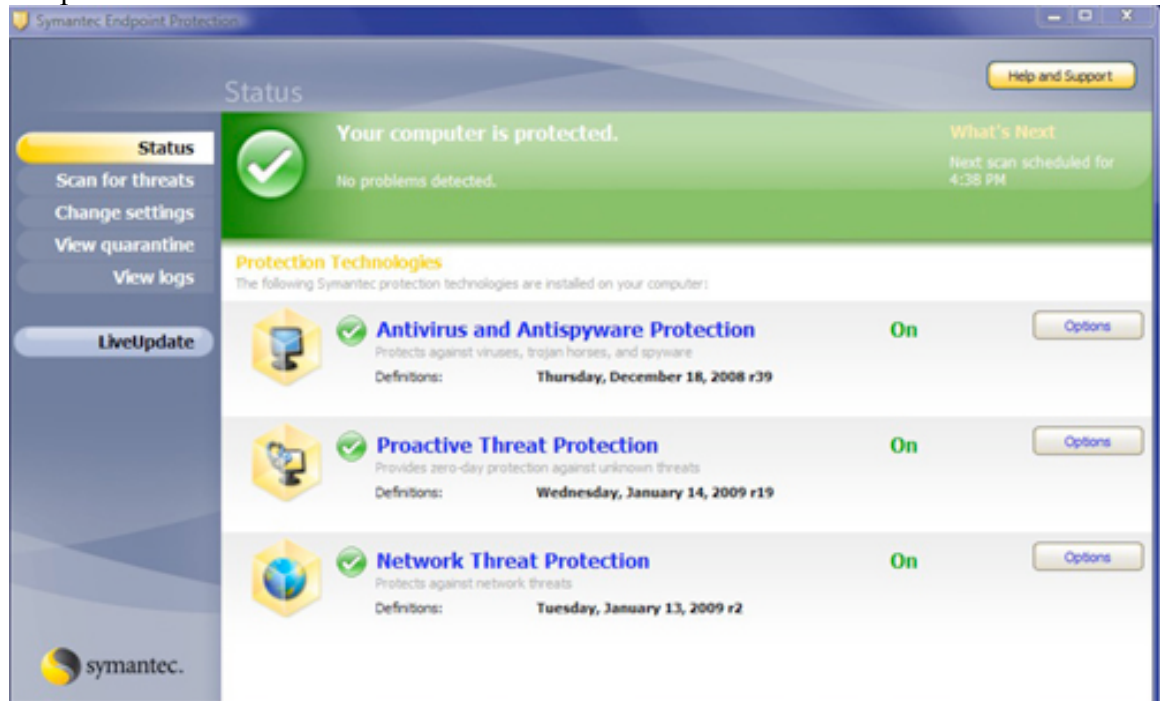 Symantec Endpoint Protection
Status
Help and Support
Status
Scan for threats
Change settings
View quarantine
View logs
LiveUpdate
Your computer is protected.
No problems detected.
What's Next
Next scan scheduled for
4:38 PM
Protection Technologies
The following Symantec protection technologies are installed on your computer:
Antivirus and Antispyware Protection
On
Options
Protects against viruses, trojan horses, and spyware
Definitions: Thursday, December 18, 2008 r39
Proactive Threat Protection
On
Options
Provides zero-day protection against unknown threats
Definitions: Wednesday, January 14, 2009 r19
Network Threat Protection
On
Options
Protects against network threats
Definitions: Tuesday, January 13, 2009 r2
symantec.